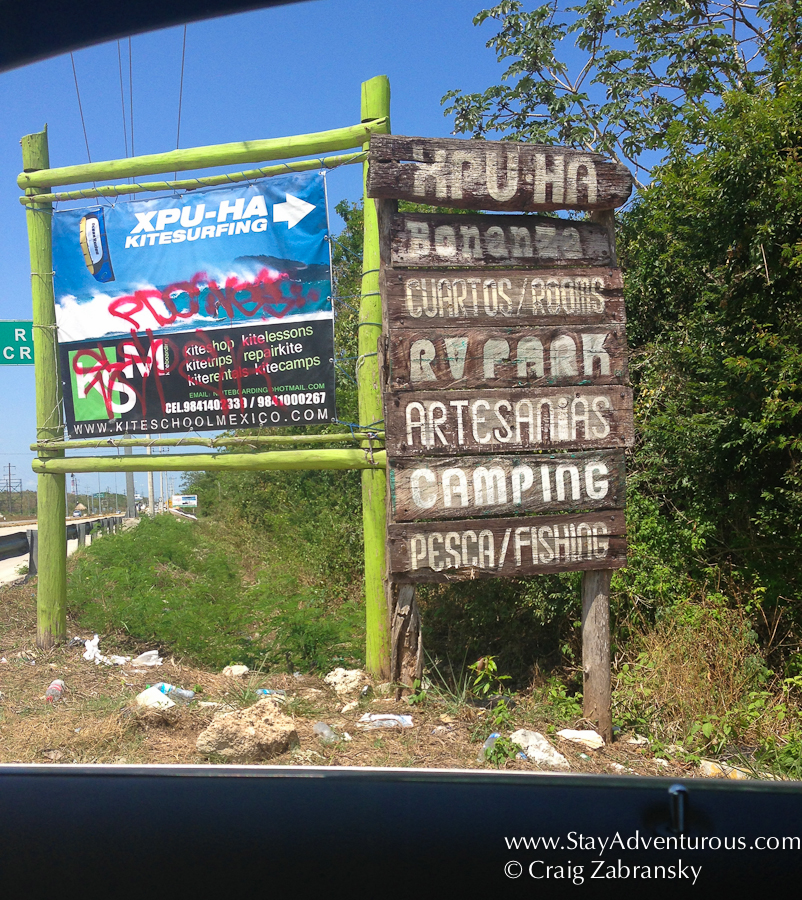 XPU-HA
KITESURFING
kiteshop kitelessons
kitetrips repairkite
kiterental kitecamps
WWW.KITESCHOOLMEXICO.COM
XPU-HA
Bonanza
CUARTOS/ROOMS
RV PARK
ARTESANiAS
CAMPING
PESCA/FISHING
www.StayAdventurous.com
© Craig Zabransky